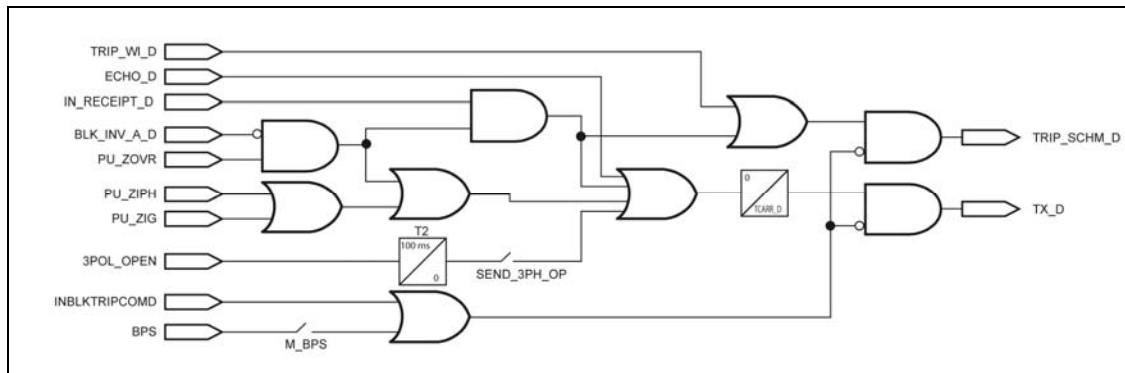 TRIP_WI_D
ECHO_D
IN_RECEIPT_D
BLK_INV_A_D
PU_ZOVR
PU_ZIPH
PU_ZIG
3POL_OPEN
INBLKTRIPCOMD
BPS
M_BPS
T2
100 ms
0
SEND_3PH_OP
0
TCARR_D
TRIP_SCHM_D
TX_D